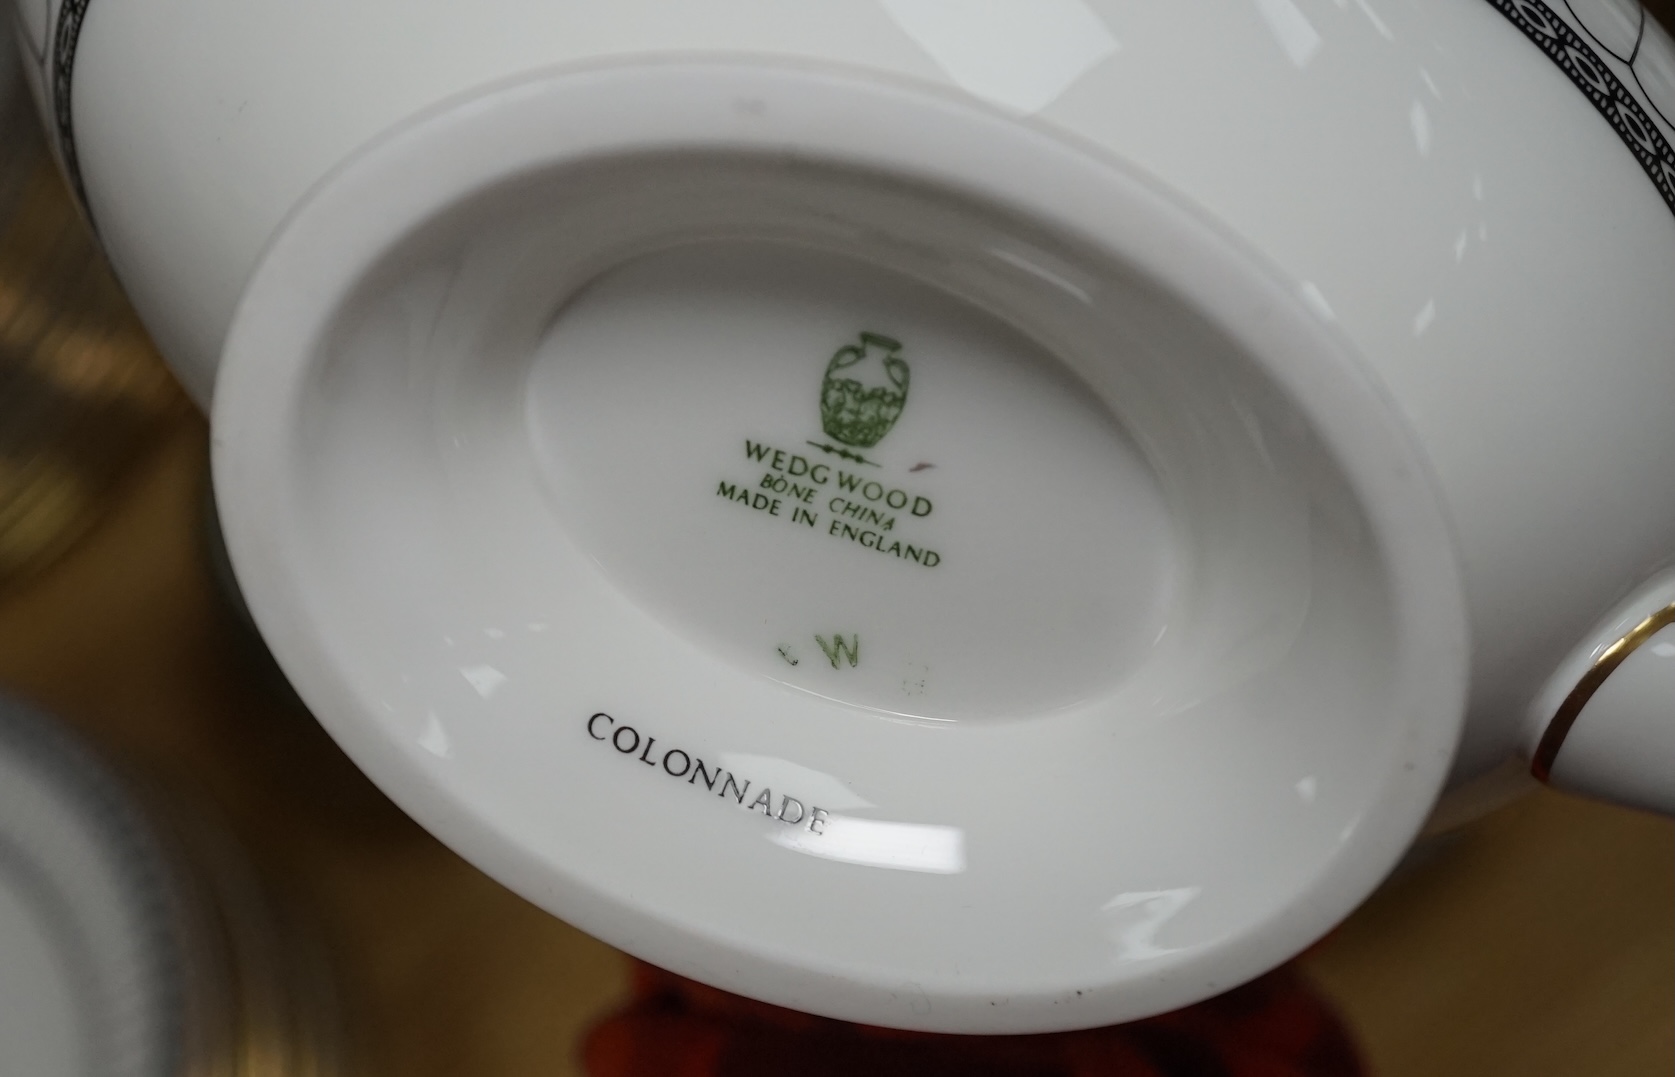 WEDGWOOD
BONE CHINA
MADE IN ENGLAND
W
COLONNADE